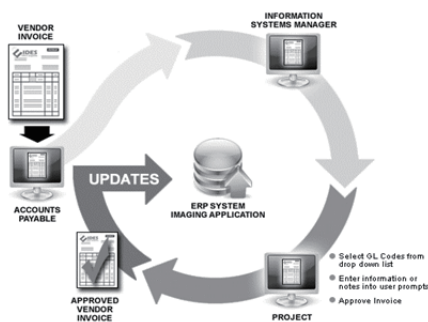 VENDOR
INVOICE
INFORMATION
SYSTEMS MANAGER
ACCOUNTS
PAYABLE
UPDATES
ERP SYSTEM
IMAGING APPLICATION
APPROVED
VENDOR
INVOICE
PROJECT
Select GL Codes from
drop down list
Enter information or
notes into user prompts
Approve Invoice